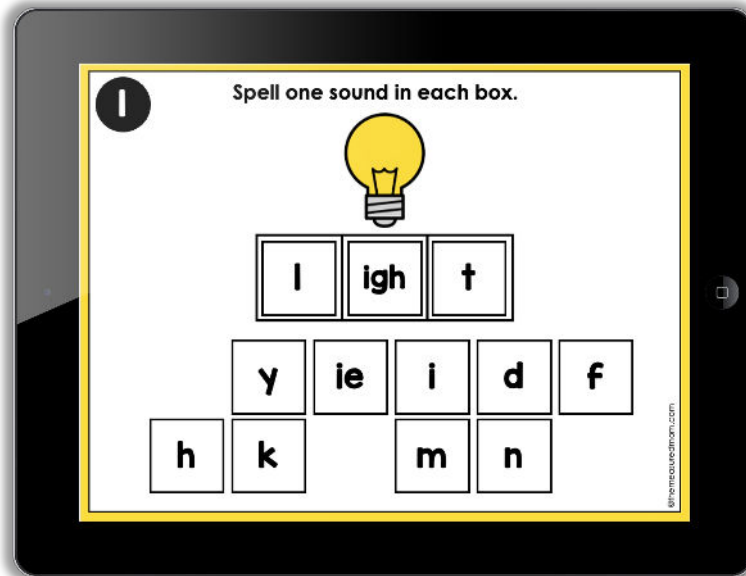 1
Spell one sound in each box.
l igh t
y ie i d f
h k m n
©themeasuredmom.com